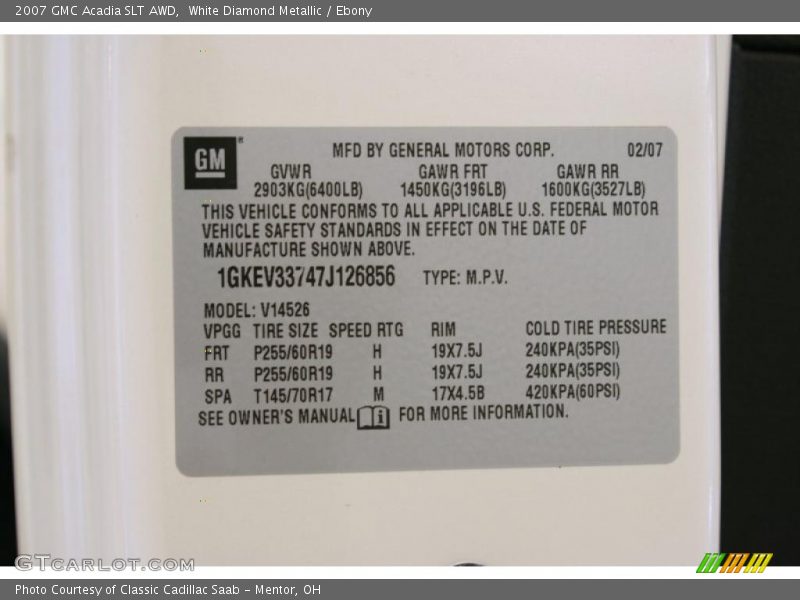 2007 GMC Acadia SLT AWD,  White Diamond Metallic / Ebony
GM®
MFD BY GENERAL MOTORS CORP. 02/07
GVWR GAWR FRT GAWR RR
2903KG(6400LB) 1450KG(3196LB) 1600KG(3527LB)
THIS VEHICLE CONFORMS TO ALL APPLICABLE U.S. FEDERAL MOTOR
VEHICLE SAFETY STANDARDS IN EFFECT ON THE DATE OF
MANUFACTURE SHOWN ABOVE.
1GKEV33747J126856 TYPE: M.P.V.
MODEL: V14526
VPGG TIRE SIZE SPEED RTG RIM COLD TIRE PRESSURE
FRT P255/60R19 H 19X7.5J 240KPA(35PSI)
RR P255/60R19 H 19X7.5J 240KPA(35PSI)
SPA T145/70R17 M 17X4.5B 420KPA(60PSI)
SEE OWNER'S MANUAL i FOR MORE INFORMATION.
GTCARLOT.COM
Photo Courtesy of Classic Cadillac Saab - Mentor, OH